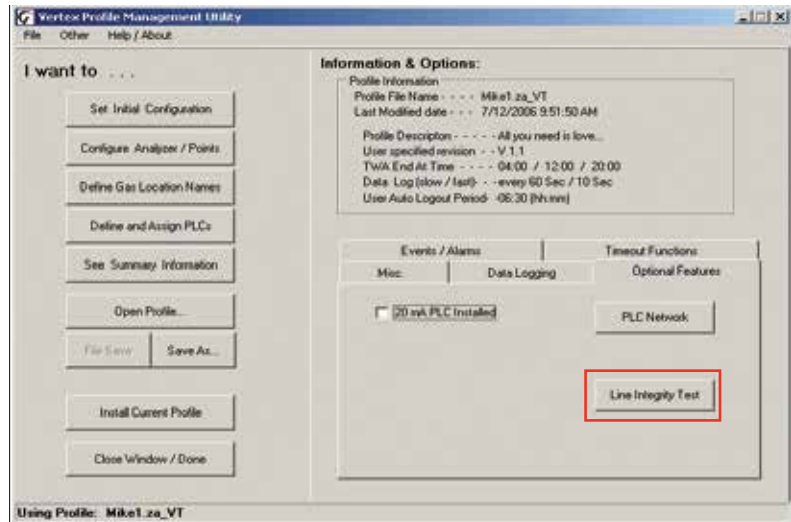 Vertex Profile Management Utility
File Other Help / About
I want to . . .
Set Initial Configuration
Configure Analyzer / Points
Define Gas Location Names
Define and Assign PLCs
See Summary Information
Open Profile...
File Save
Save As...
Install Current Profile
Close Window / Done
Information & Options:
Profile Information
Profile File Name - - - - Mike1.za_VT
Last Modified date - - - 7/12/2006 9:51:50 AM
Profile Descripton - - - - - All you need is love...
User specified revision - - V.1.1
TWA End At Time - - - - 04:00 / 12:00 / 20:00
Data Log (slow / fast)- - -every 60 Sec / 10 Sec
User Auto Logout Period- -06:30 (hh:mm)
Events / Alarms
Timeout Functions
Misc.
Data Logging
Optional Features
20 mA PLC Installed
PLC Network
Line Integrity Test
Using Profile: Mike1.za_VT